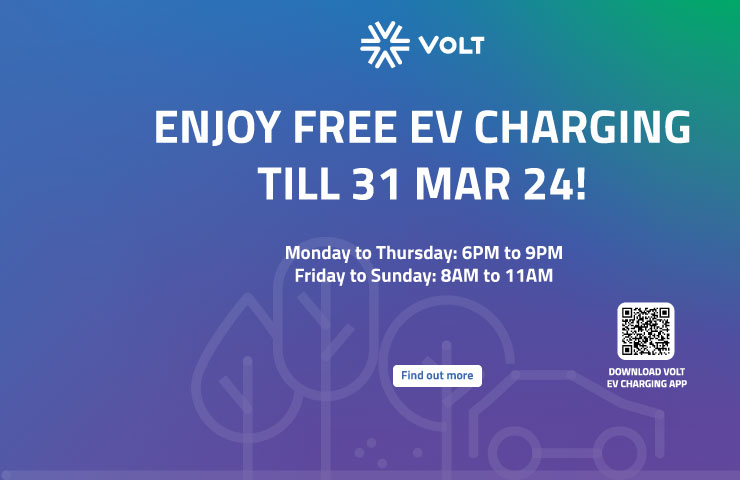 VOLT
ENJOY FREE EV CHARGING
TILL 31 MAR 24!
Monday to Thursday: 6PM to 9PM
Friday to Sunday: 8AM to 11AM
Find out more
DOWNLOAD VOLT
EV CHARGING APP